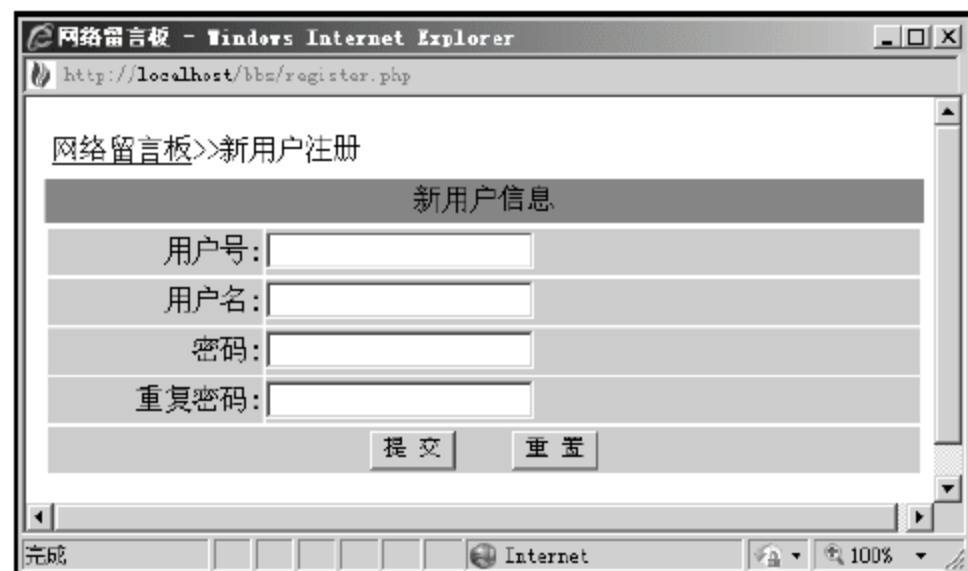 网络留言板 - Windows Internet Explorer
http://localhost/bbs/register.php
网络留言板>>新用户注册
新用户信息
用户号:
用户名:
密码:
重复密码:
提 交 重 置
完成 Internet 100%